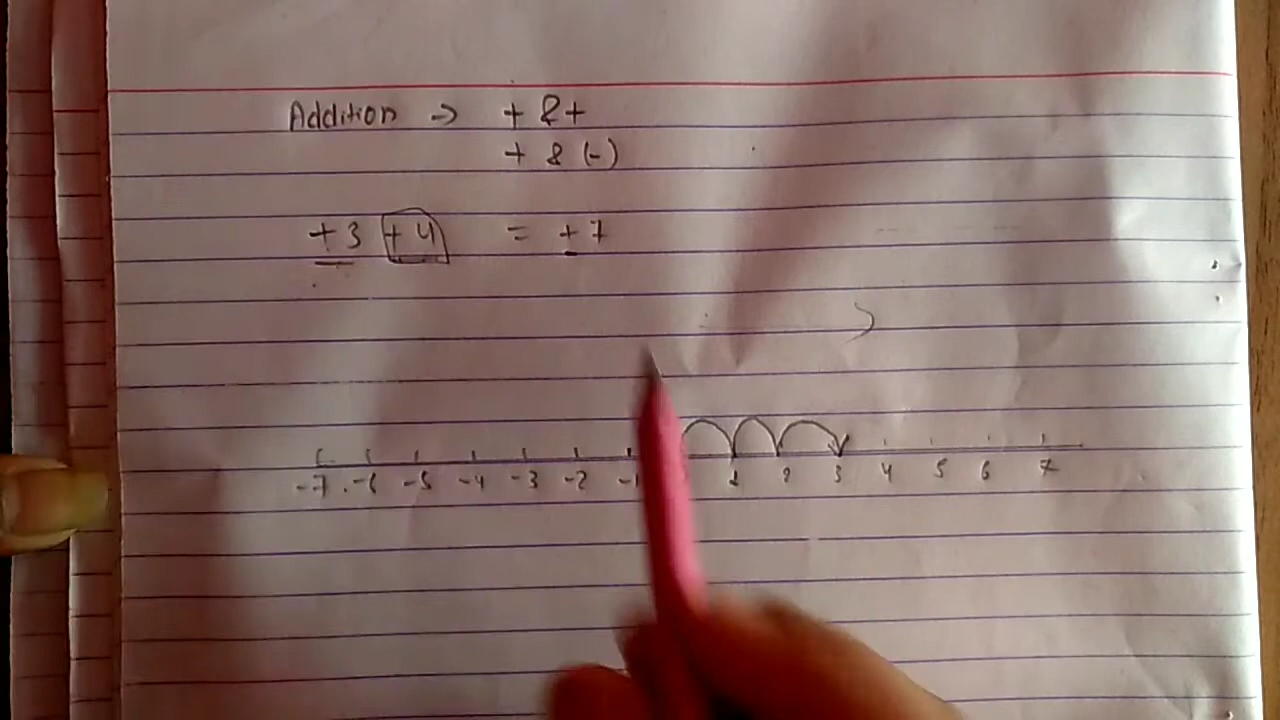 Addition → + & +
+ & (-)
+3 +4 = +7
-7 -6 -5 -4 -3 -2 -1 1 2 3 4 5 6 7